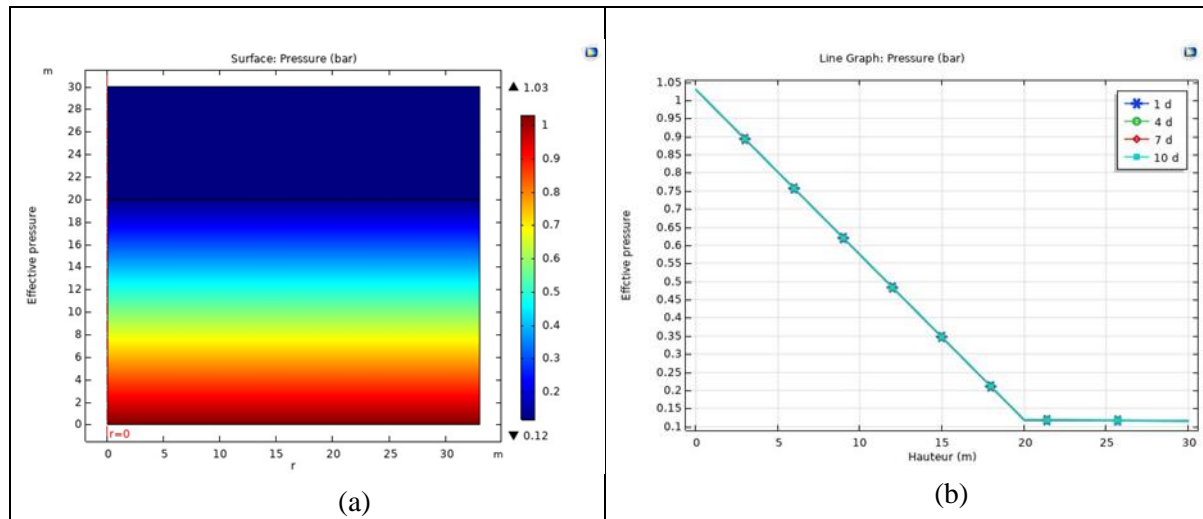 Surface: Pressure (bar)
m
▲ 1.03
30
28
26
24
22
20
18
16
14
12
10
8
6
4
2
0
Effective pressure
1
0.9
0.8
0.7
0.6
0.5
0.4
0.3
0.2
▼ 0.12
r=0
0 5 10 15 20 25 30 m
r
(a)
Line Graph: Pressure (bar)
1.05
1
0.95
0.9
0.85
0.8
0.75
0.7
0.65
0.6
0.55
0.5
0.45
0.4
0.35
0.3
0.25
0.2
0.15
0.1
Effctive pressure
1 d
4 d
7 d
10 d
0 5 10 15 20 25 30
Hauteur (m)
(b)